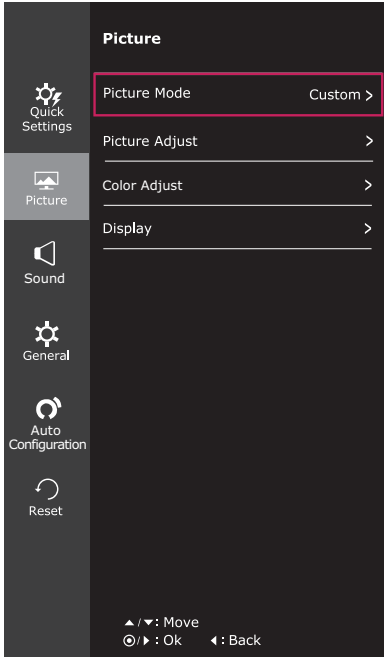 Picture
Quick
Settings
Picture
Sound
General
Auto
Configuration
Reset
Picture Mode Custom >
Picture Adjust >
Color Adjust >
Display >
▲/▼: Move
◉/▶: Ok ◀: Back